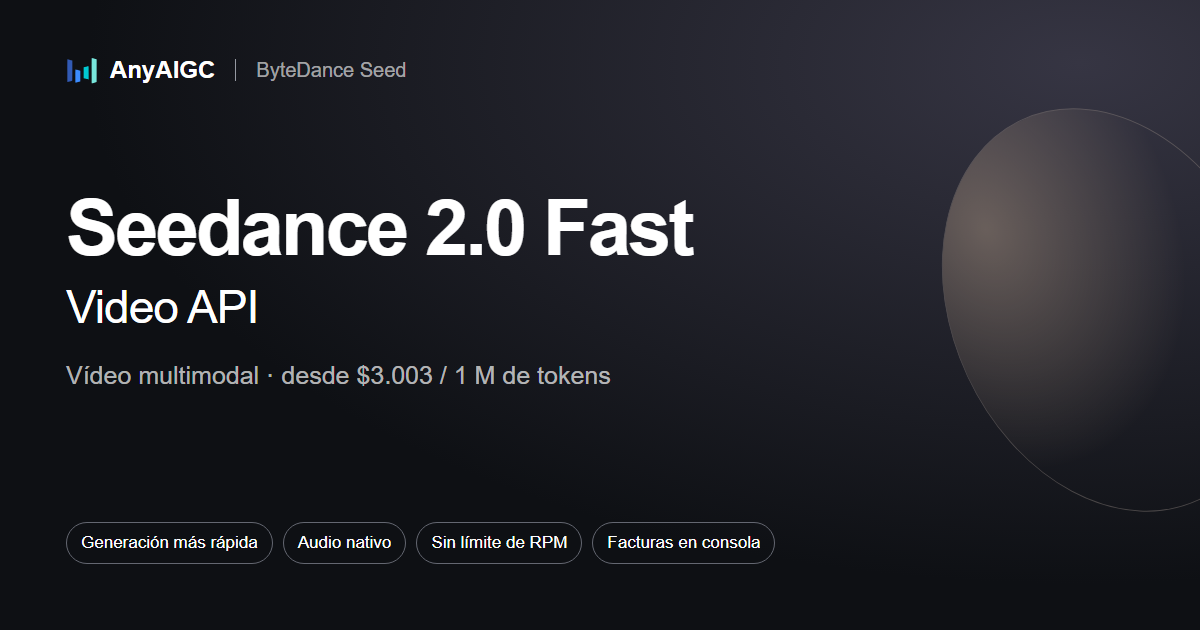 AnyAIGC | ByteDance Seed
Seedance 2.0 Fast
Video API
Vídeo multimodal · desde $3.003 / 1 M de tokens
Generación más rápida Audio nativo Sin límite de RPM Facturas en consola